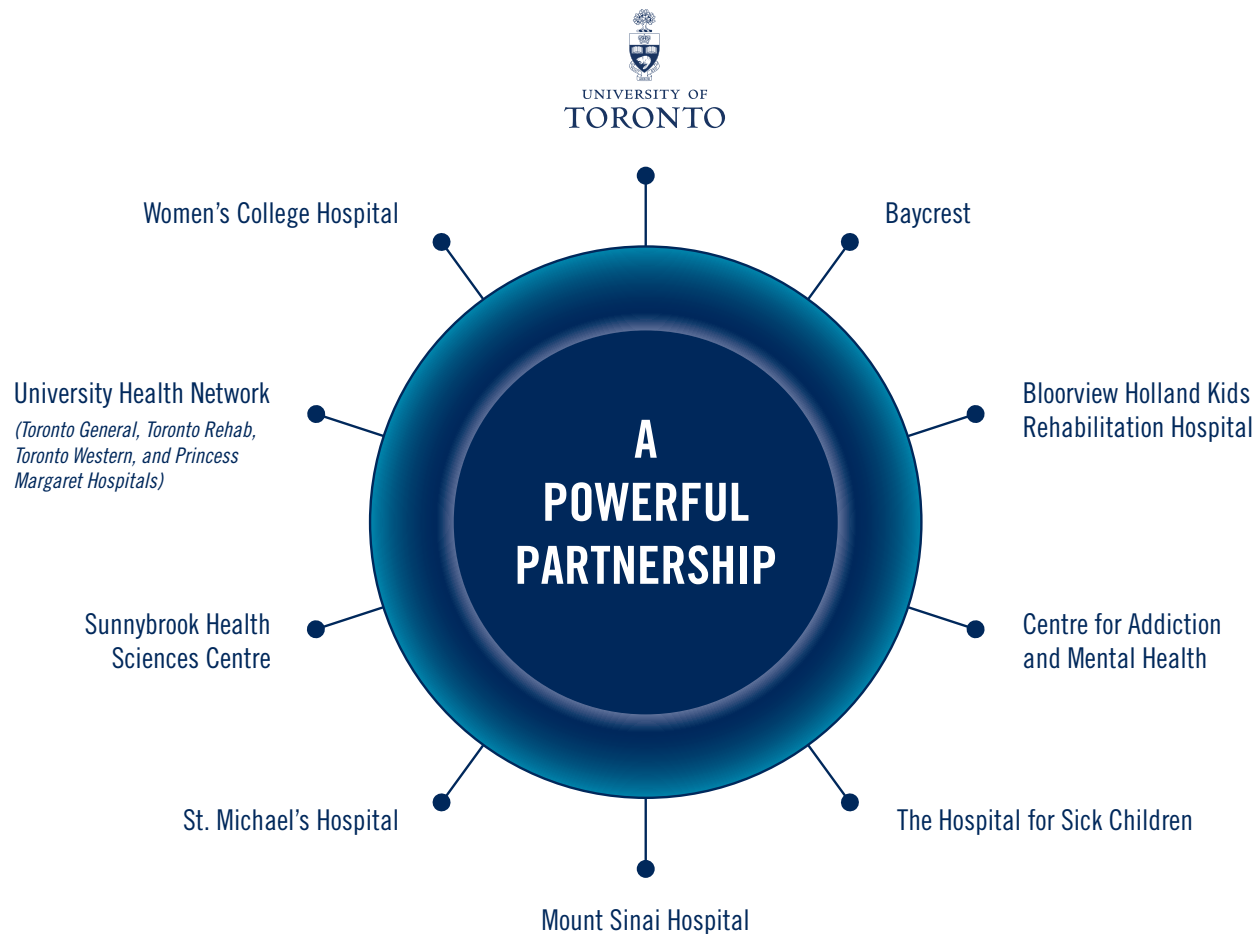 UNIVERSITY OF
TORONTO
Women’s College Hospital
Baycrest
University Health Network
(Toronto General, Toronto Rehab,
Toronto Western, and Princess
Margaret Hospitals)
Bloorview Holland Kids
Rehabilitation Hospital
A
POWERFUL
PARTNERSHIP
Sunnybrook Health
Sciences Centre
Centre for Addiction
and Mental Health
St. Michael’s Hospital
The Hospital for Sick Children
Mount Sinai Hospital